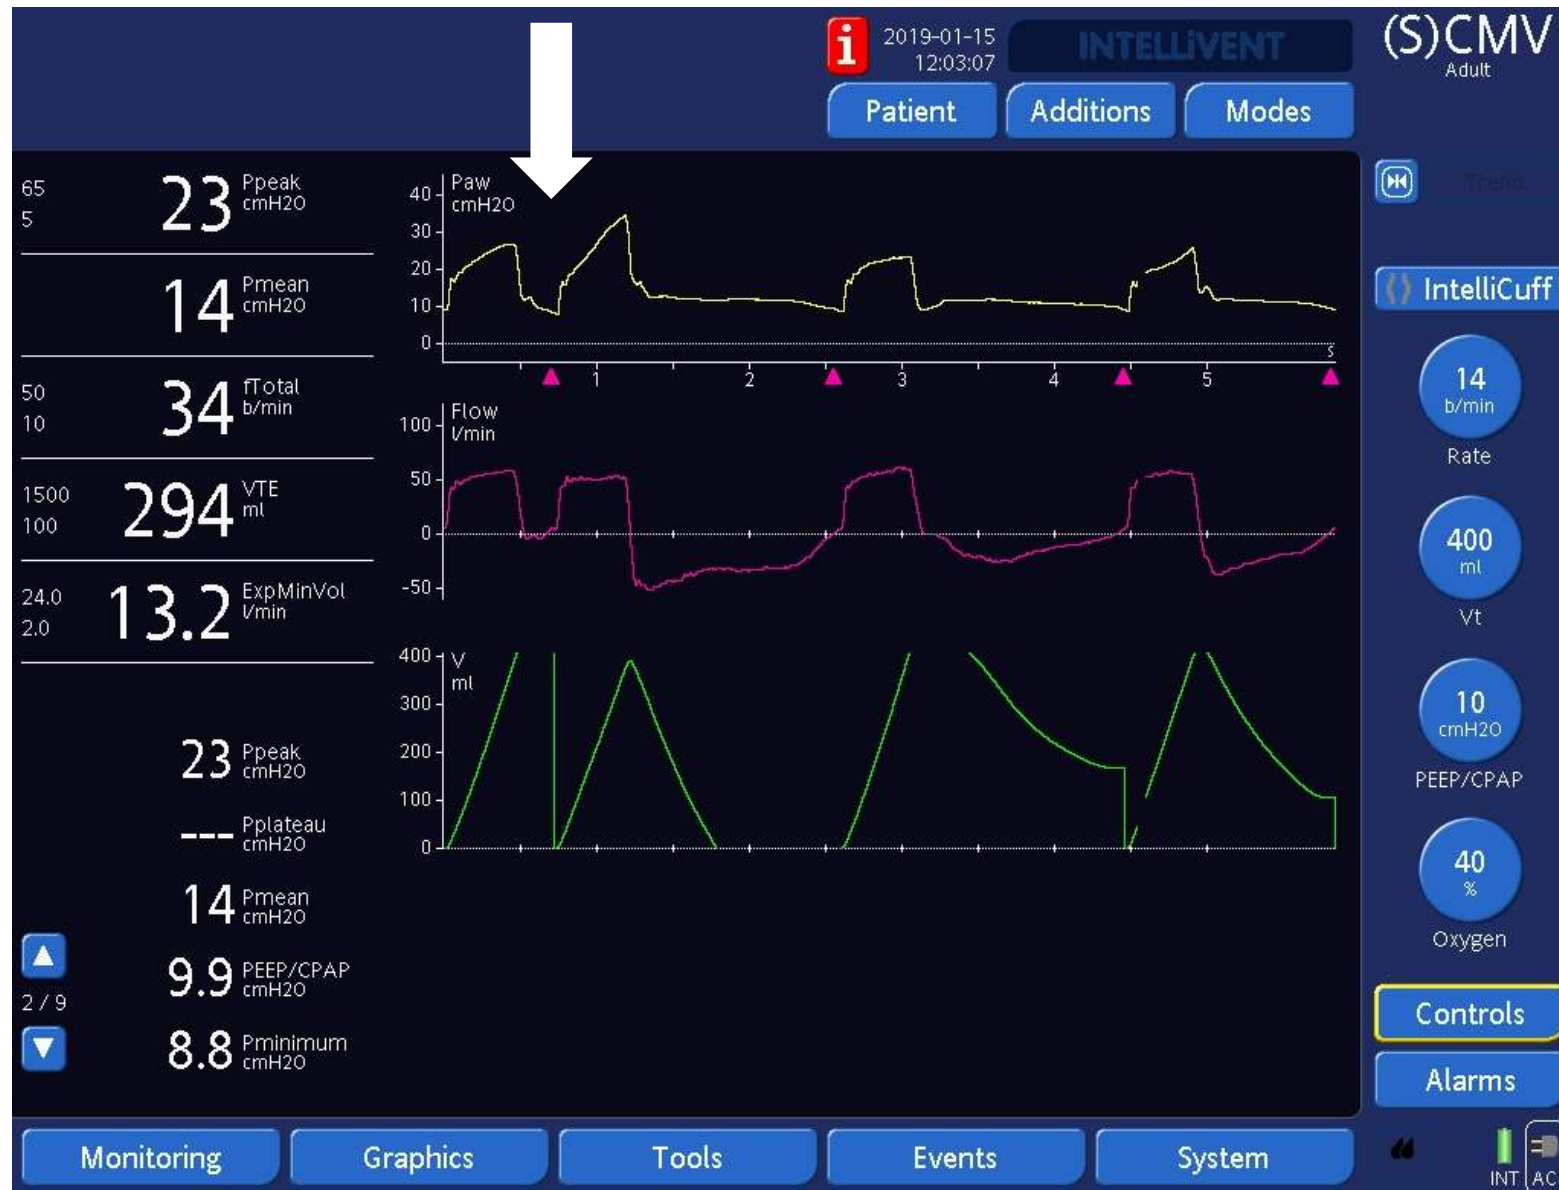 2019-01-15
12:03:07
INTELLiVENT
(S)CMV
Adult
Patient
Additions
Modes
65
5
23 Ppeak
cmH2O
14 Pmean
cmH2O
50
10
34 fTotal
b/min
1500
100
294 VTE
ml
24.0
2.0
13.2 ExpMinVol
l/min
23 Ppeak
cmH2O
--- Pplateau
cmH2O
14 Pmean
cmH2O
9.9 PEEP/CPAP
cmH2O
8.8 Pminimum
cmH2O
2 / 9
Paw
cmH2O
40
30
20
10
0
S
1 2 3 4 5
Flow
l/min
100
50
0
-50
V
ml
400
300
200
100
0
Trend
IntelliCuff
14
b/min
Rate
400
ml
Vt
10
cmH2O
PEEP/CPAP
40
%
Oxygen
Controls
Alarms
Monitoring
Graphics
Tools
Events
System
INT
AC